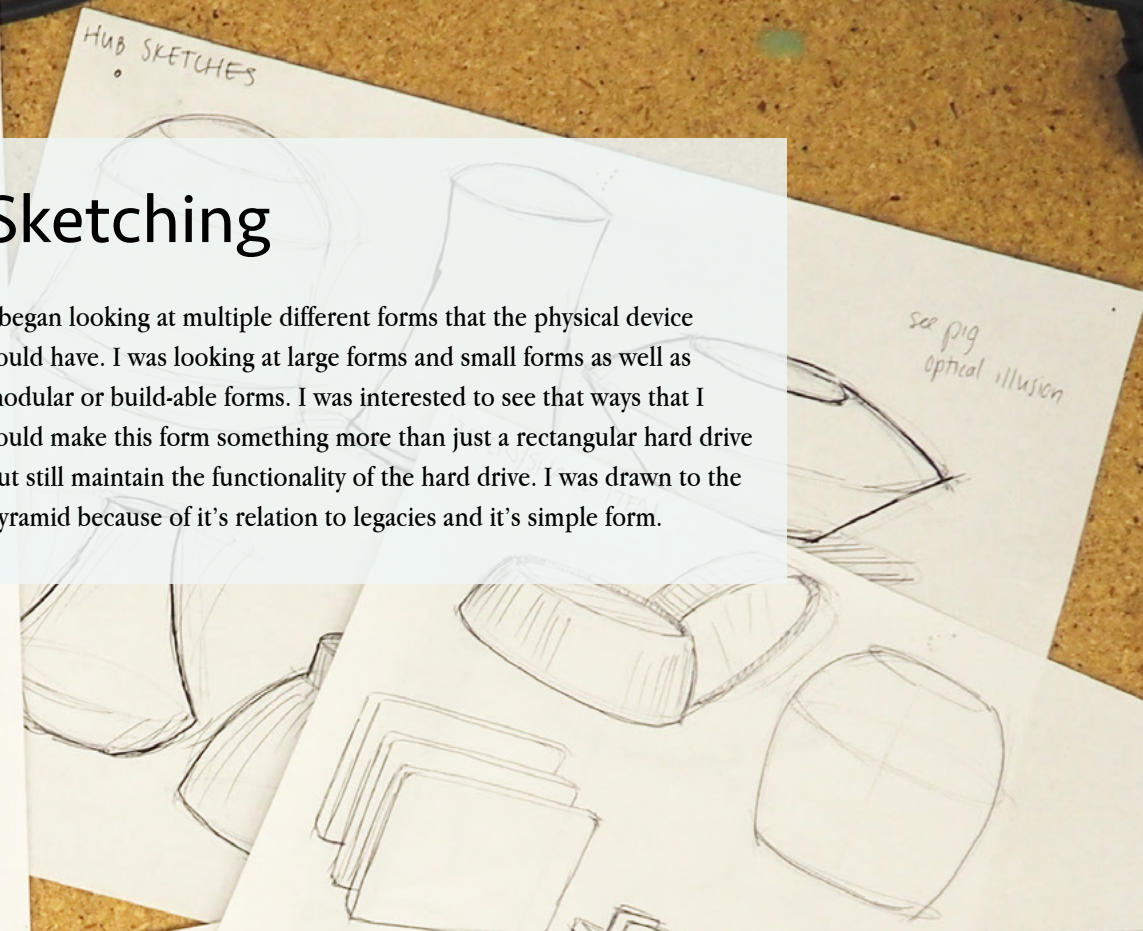 HUB SKETCHES
Sketching
began looking at multiple different forms that the physical device
ould have. I was looking at large forms and small forms as well as
nodular or build-able forms. I was interested to see that ways that I
ould make this form something more than just a rectangular hard drive
ut still maintain the functionality of the hard drive. I was drawn to the
yramid because of it’s relation to legacies and it’s simple form.
see pig
optical illusion